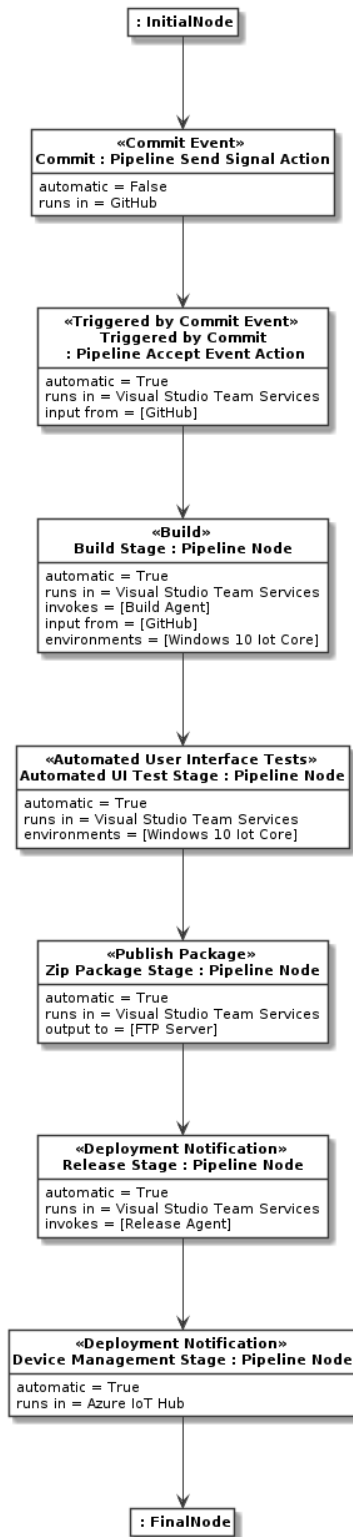 : InitialNode
«Commit Event»
Commit : Pipeline Send Signal Action
automatic = False
runs in = GitHub
«Triggered by Commit Event»
Triggered by Commit
: Pipeline Accept Event Action
automatic = True
runs in = Visual Studio Team Services
input from = [GitHub]
«Build»
Build Stage : Pipeline Node
automatic = True
runs in = Visual Studio Team Services
invokes = [Build Agent]
input from = [GitHub]
environments = [Windows 10 Iot Core]
«Automated User Interface Tests»
Automated UI Test Stage : Pipeline Node
automatic = True
runs in = Visual Studio Team Services
environments = [Windows 10 Iot Core]
«Publish Package»
Zip Package Stage : Pipeline Node
automatic = True
runs in = Visual Studio Team Services
output to = [FTP Server]
«Deployment Notification»
Release Stage : Pipeline Node
automatic = True
runs in = Visual Studio Team Services
invokes = [Release Agent]
«Deployment Notification»
Device Management Stage : Pipeline Node
automatic = True
runs in = Azure IoT Hub
: FinalNode